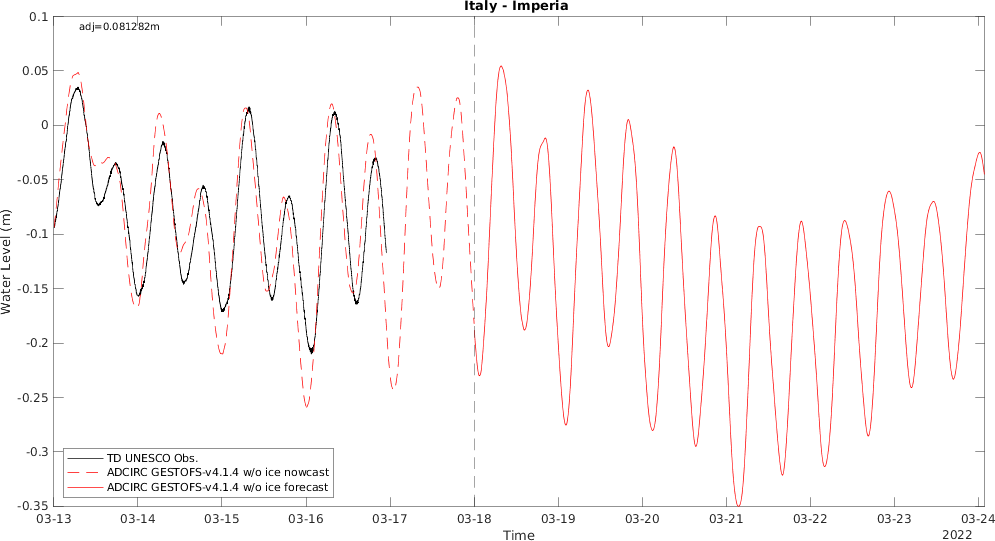 Italy - Imperia
adj=0.081282m
0.1
0.05
0
-0.05
-0.1
-0.15
-0.2
-0.25
-0.3
-0.35
Water Level (m)
TD UNESCO Obs.
ADCIRC GESTOFS-v4.1.4 w/o ice nowcast
ADCIRC GESTOFS-v4.1.4 w/o ice forecast
03-13 03-14 03-15 03-16 03-17 03-18 03-19 03-20 03-21 03-22 03-23 03-24
Time
2022